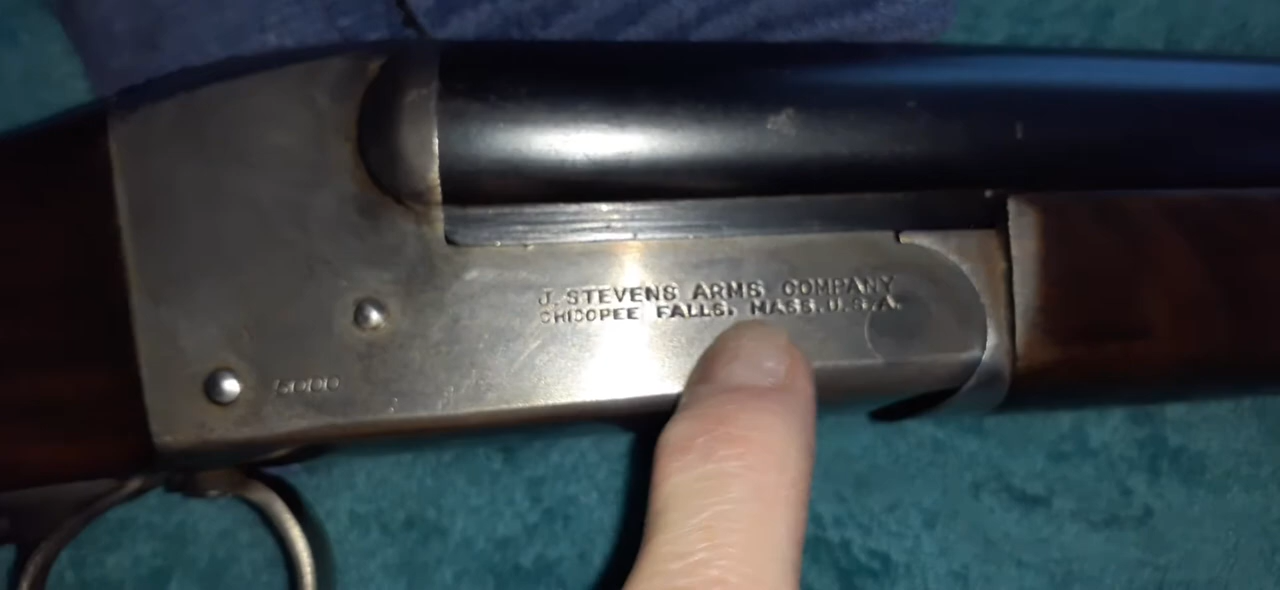 J. STEVENS ARMS COMPANY
CHICOPEE FALLS, MASS. U.S.A.
5000